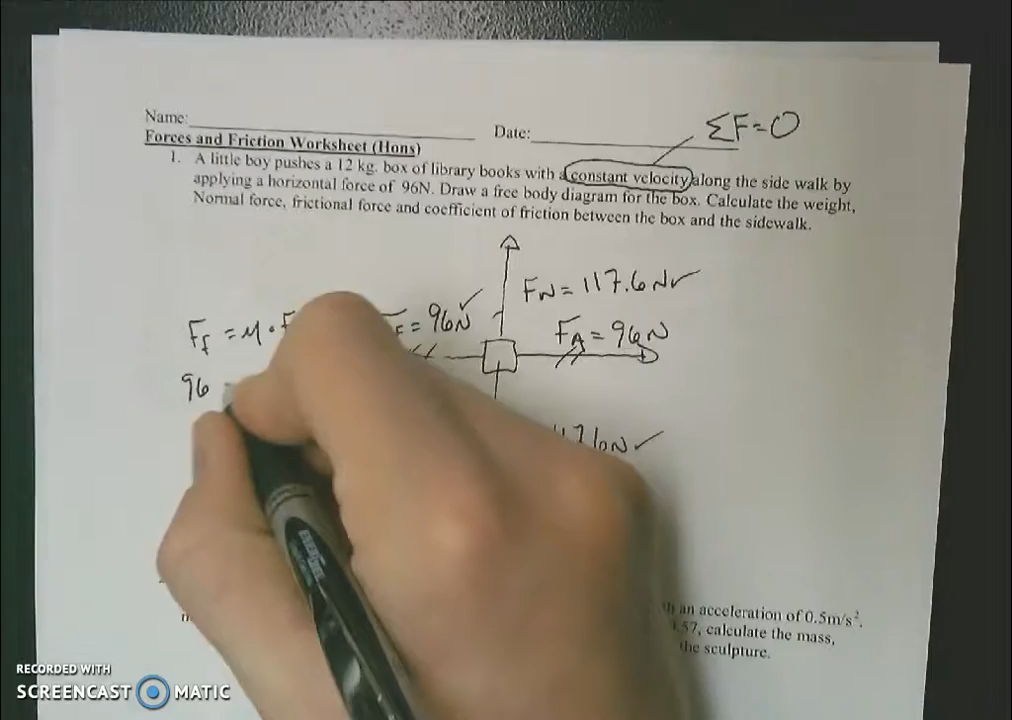 Name:
Date:
ΣF=0
Forces and Friction Worksheet (Hons)
1. A little boy pushes a 12 kg. box of library books with a constant velocity along the side walk by
applying a horizontal force of 96N. Draw a free body diagram for the box. Calculate the weight,
Normal force, frictional force and coefficient of friction between the box and the sidewalk.
FN = 117.6N✓
Ff = μ · F
= 96N✓
FA = 96N
96
✓
an acceleration of 0.5m/s².
.57, calculate the mass,
the sculpture.
RECORDED WITH
SCREENCAST MATIC